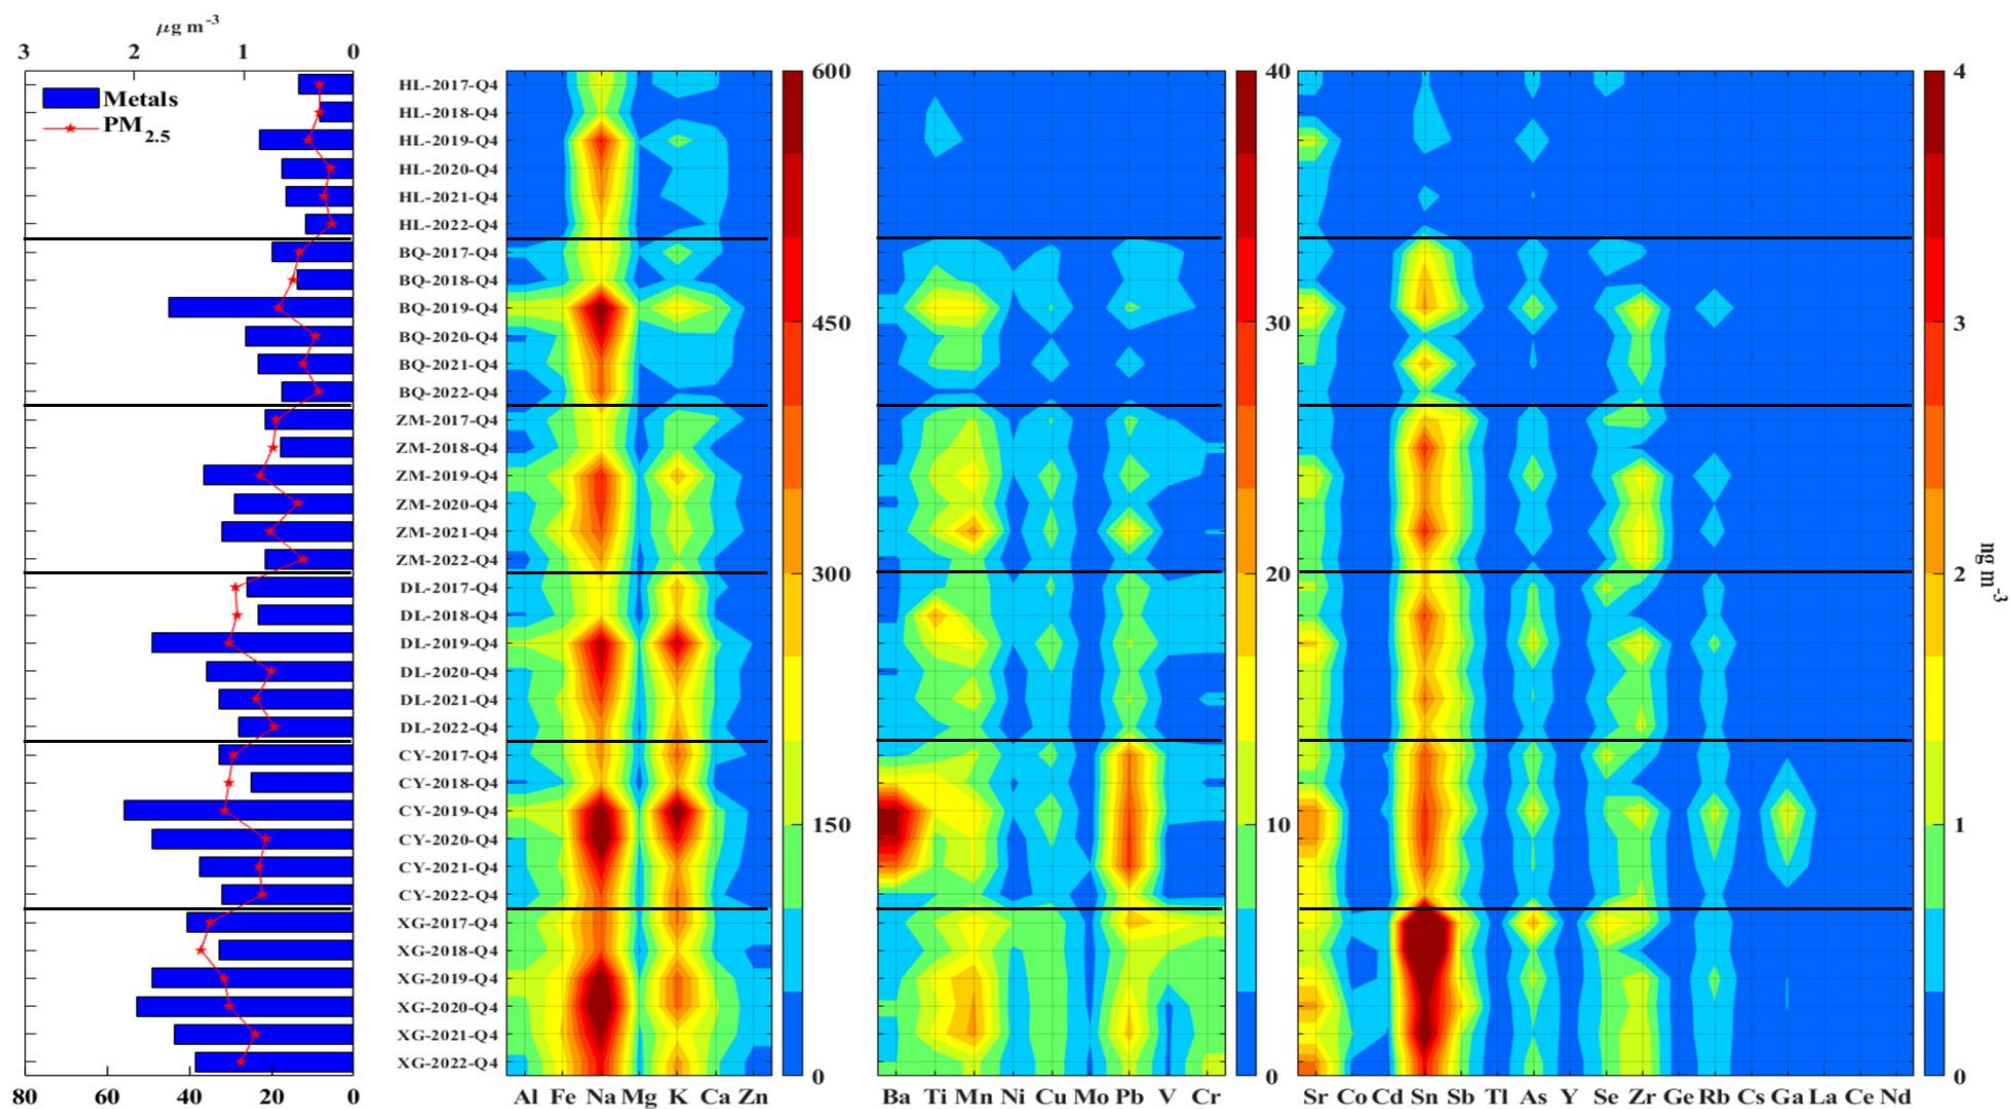 μg m-3
3 2 1 0
Metals
PM2.5
HL-2017-Q4
HL-2018-Q4
HL-2019-Q4
HL-2020-Q4
HL-2021-Q4
HL-2022-Q4
BQ-2017-Q4
BQ-2018-Q4
BQ-2019-Q4
BQ-2020-Q4
BQ-2021-Q4
BQ-2022-Q4
ZM-2017-Q4
ZM-2018-Q4
ZM-2019-Q4
ZM-2020-Q4
ZM-2021-Q4
ZM-2022-Q4
DL-2017-Q4
DL-2018-Q4
DL-2019-Q4
DL-2020-Q4
DL-2021-Q4
DL-2022-Q4
CY-2017-Q4
CY-2018-Q4
CY-2019-Q4
CY-2020-Q4
CY-2021-Q4
CY-2022-Q4
XG-2017-Q4
XG-2018-Q4
XG-2019-Q4
XG-2020-Q4
XG-2021-Q4
XG-2022-Q4
80 60 40 20 0
Al Fe Na Mg K Ca Zn
600
450
300
150
0
Ba Ti Mn Ni Cu Mo Pb V Cr
40
30
20
10
0
Sr Co Cd Sn Sb Tl As Y Se Zr Ge Rb Cs Ga La Ce Nd
4
3
2
1
0
ng m-3